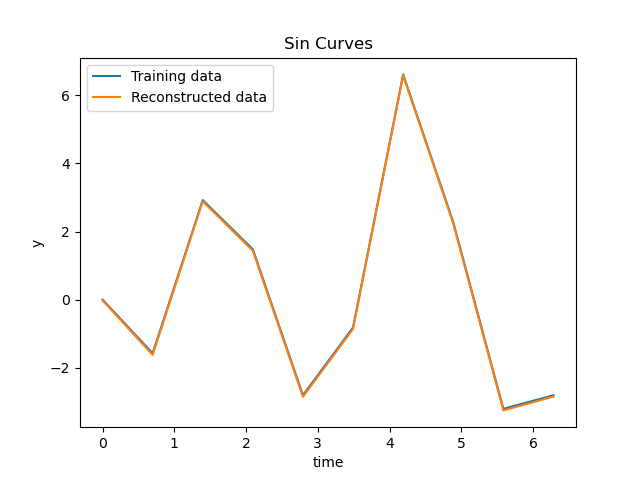 Sin Curves
Training data
Reconstructed data
6
4
2
0
−2
y
0 1 2 3 4 5 6
time